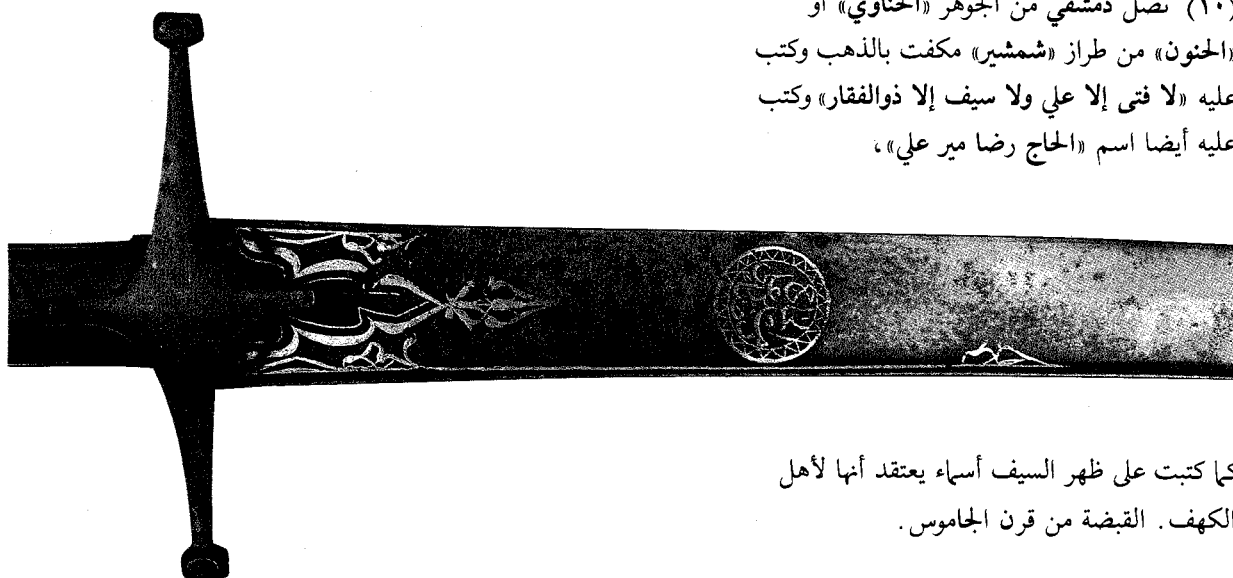 (١٠) نصل دمشقي من الجوهر «الحناوي» او
«الحنون» من طراز «شمشير» مكفت بالذهب وكتب
عليه «لا فتى إلا علي ولا سيف إلا ذوالفقار» وكتب
عليه أيضا اسم «الحاج رضا مير علي»،
كما كتبت على ظهر السيف أسماء يعتقد أنها لأهل
الكهف. القبضة من قرن الجاموس.